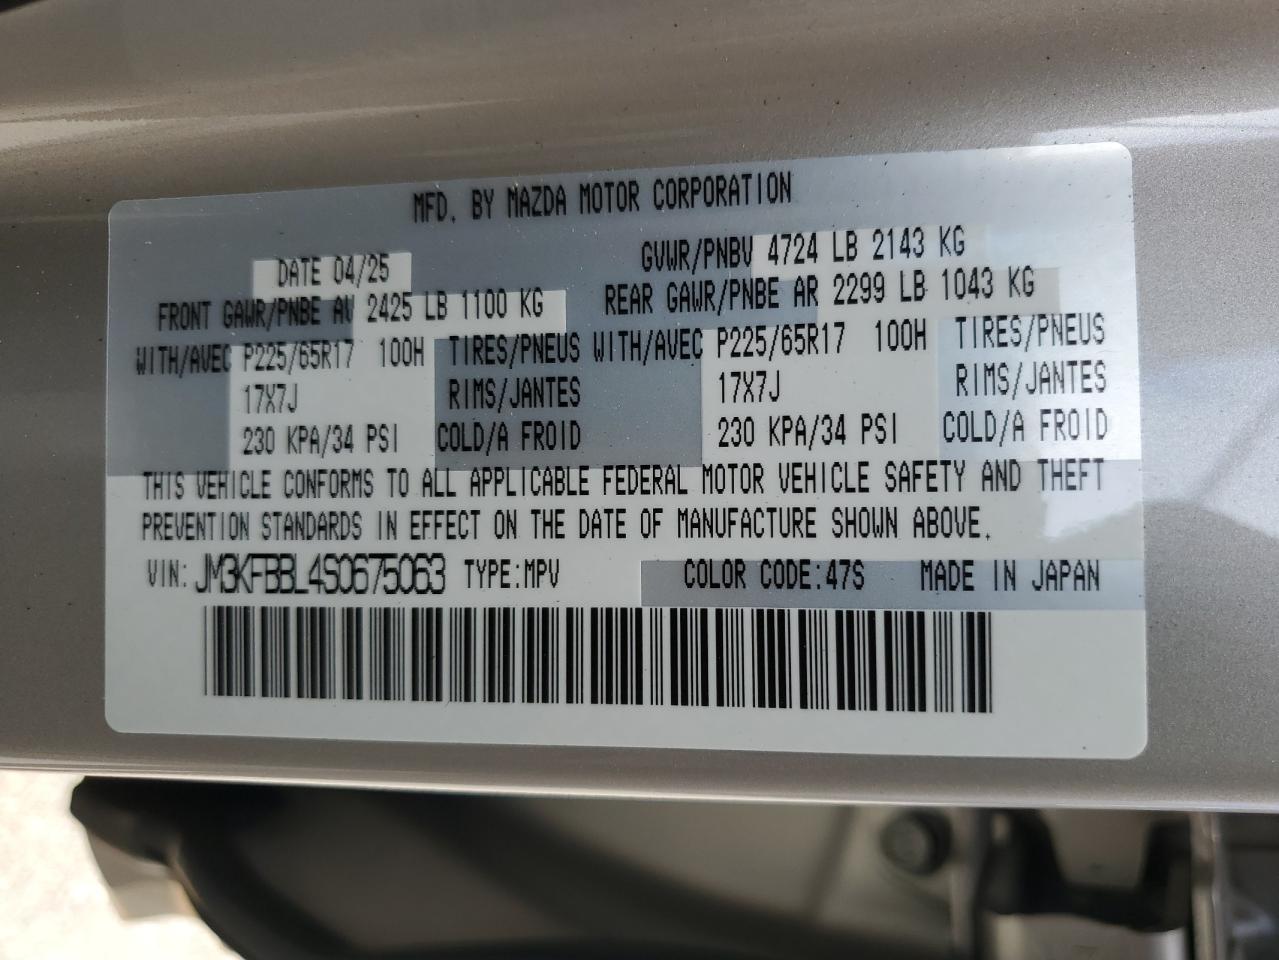 MFD. BY MAZDA MOTOR CORPORATION
DATE 04/25 GVWR/PNBV 4724 LB 2143 KG
FRONT GAWR/PNBE AV 2425 LB 1100 KG REAR GAWR/PNBE AR 2299 LB 1043 KG
WITH/AVEC P225/65R17 100H TIRES/PNEUS WITH/AVEC P225/65R17 100H TIRES/PNEUS
17X7J RIMS/JANTES 17X7J RIMS/JANTES
230 KPA/34 PSI COLD/A FROID 230 KPA/34 PSI COLD/A FROID
THIS VEHICLE CONFORMS TO ALL APPLICABLE FEDERAL MOTOR VEHICLE SAFETY AND THEFT
PREVENTION STANDARDS IN EFFECT ON THE DATE OF MANUFACTURE SHOWN ABOVE.
VIN: JM3KFBBL4S0675063 TYPE:MPV COLOR CODE:47S MADE IN JAPAN